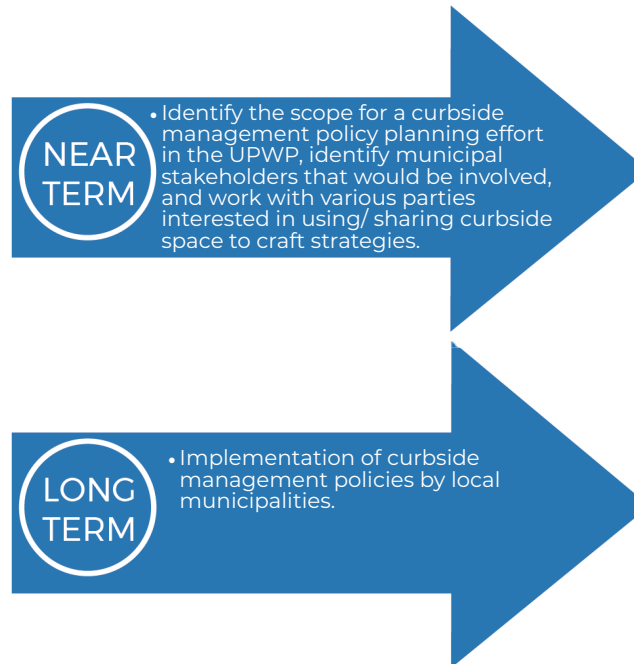 NEAR
TERM
• Identify the scope for a curbside
management policy planning effort
in the UPWP, identify municipal
stakeholders that would be involved,
and work with various parties
interested in using/ sharing curbside
space to craft strategies.
LONG
TERM
• Implementation of curbside
management policies by local
municipalities.